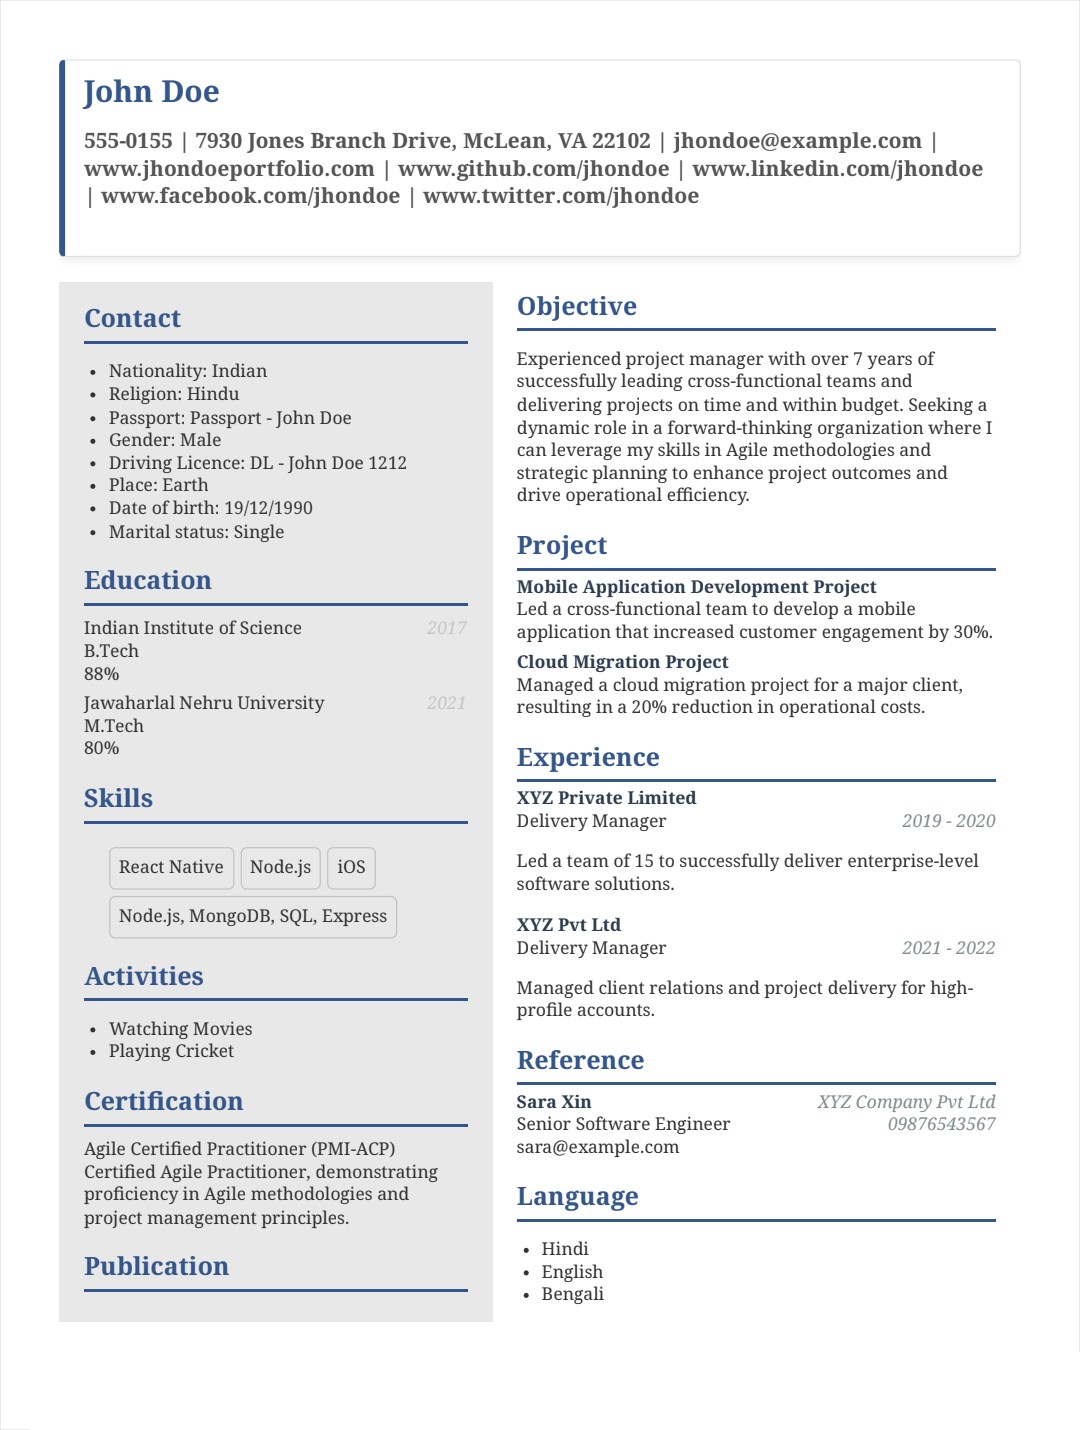 John Doe
555-0155 | 7930 Jones Branch Drive, McLean, VA 22102 | jhondoe@example.com |
www.jhondoeportfolio.com | www.github.com/jhondoe | www.linkedin.com/jhondoe
| www.facebook.com/jhondoe | www.twitter.com/jhondoe
Contact
• Nationality: Indian
• Religion: Hindu
• Passport: Passport - John Doe
• Gender: Male
• Driving Licence: DL - John Doe 1212
• Place: Earth
• Date of birth: 19/12/1990
• Marital status: Single
Education
Indian Institute of Science 2017
B.Tech
88%
Jawaharlal Nehru University 2021
M.Tech
80%
Skills
React Native Node.js iOS
Node.js, MongoDB, SQL, Express
Activities
• Watching Movies
• Playing Cricket
Certification
Agile Certified Practitioner (PMI-ACP)
Certified Agile Practitioner, demonstrating
proficiency in Agile methodologies and
project management principles.
Publication
Objective
Experienced project manager with over 7 years of
successfully leading cross-functional teams and
delivering projects on time and within budget. Seeking a
dynamic role in a forward-thinking organization where I
can leverage my skills in Agile methodologies and
strategic planning to enhance project outcomes and
drive operational efficiency.
Project
Mobile Application Development Project
Led a cross-functional team to develop a mobile
application that increased customer engagement by 30%.
Cloud Migration Project
Managed a cloud migration project for a major client,
resulting in a 20% reduction in operational costs.
Experience
XYZ Private Limited
Delivery Manager 2019 - 2020
Led a team of 15 to successfully deliver enterprise-level
software solutions.
XYZ Pvt Ltd
Delivery Manager 2021 - 2022
Managed client relations and project delivery for high-
profile accounts.
Reference
Sara Xin XYZ Company Pvt Ltd
Senior Software Engineer 09876543567
sara@example.com
Language
• Hindi
• English
• Bengali